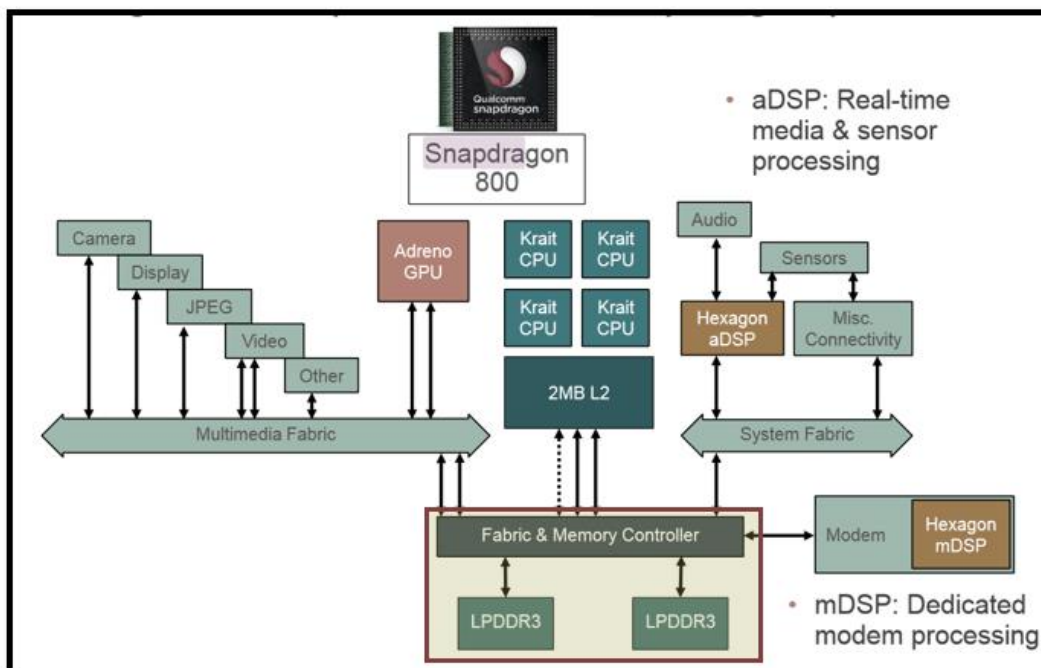 Qualcomm
snapdragon
Snapdragon
800
• aDSP: Real-time
media & sensor
processing
Camera
Display
JPEG
Video
Other
Adreno
GPU
Krait
CPU
Krait
CPU
Krait
CPU
Krait
CPU
2MB L2
Audio
Sensors
Hexagon
aDSP
Misc.
Connectivity
Multimedia Fabric
System Fabric
Fabric & Memory Controller
LPDDR3
LPDDR3
Modem
Hexagon
mDSP
• mDSP: Dedicated
modem processing